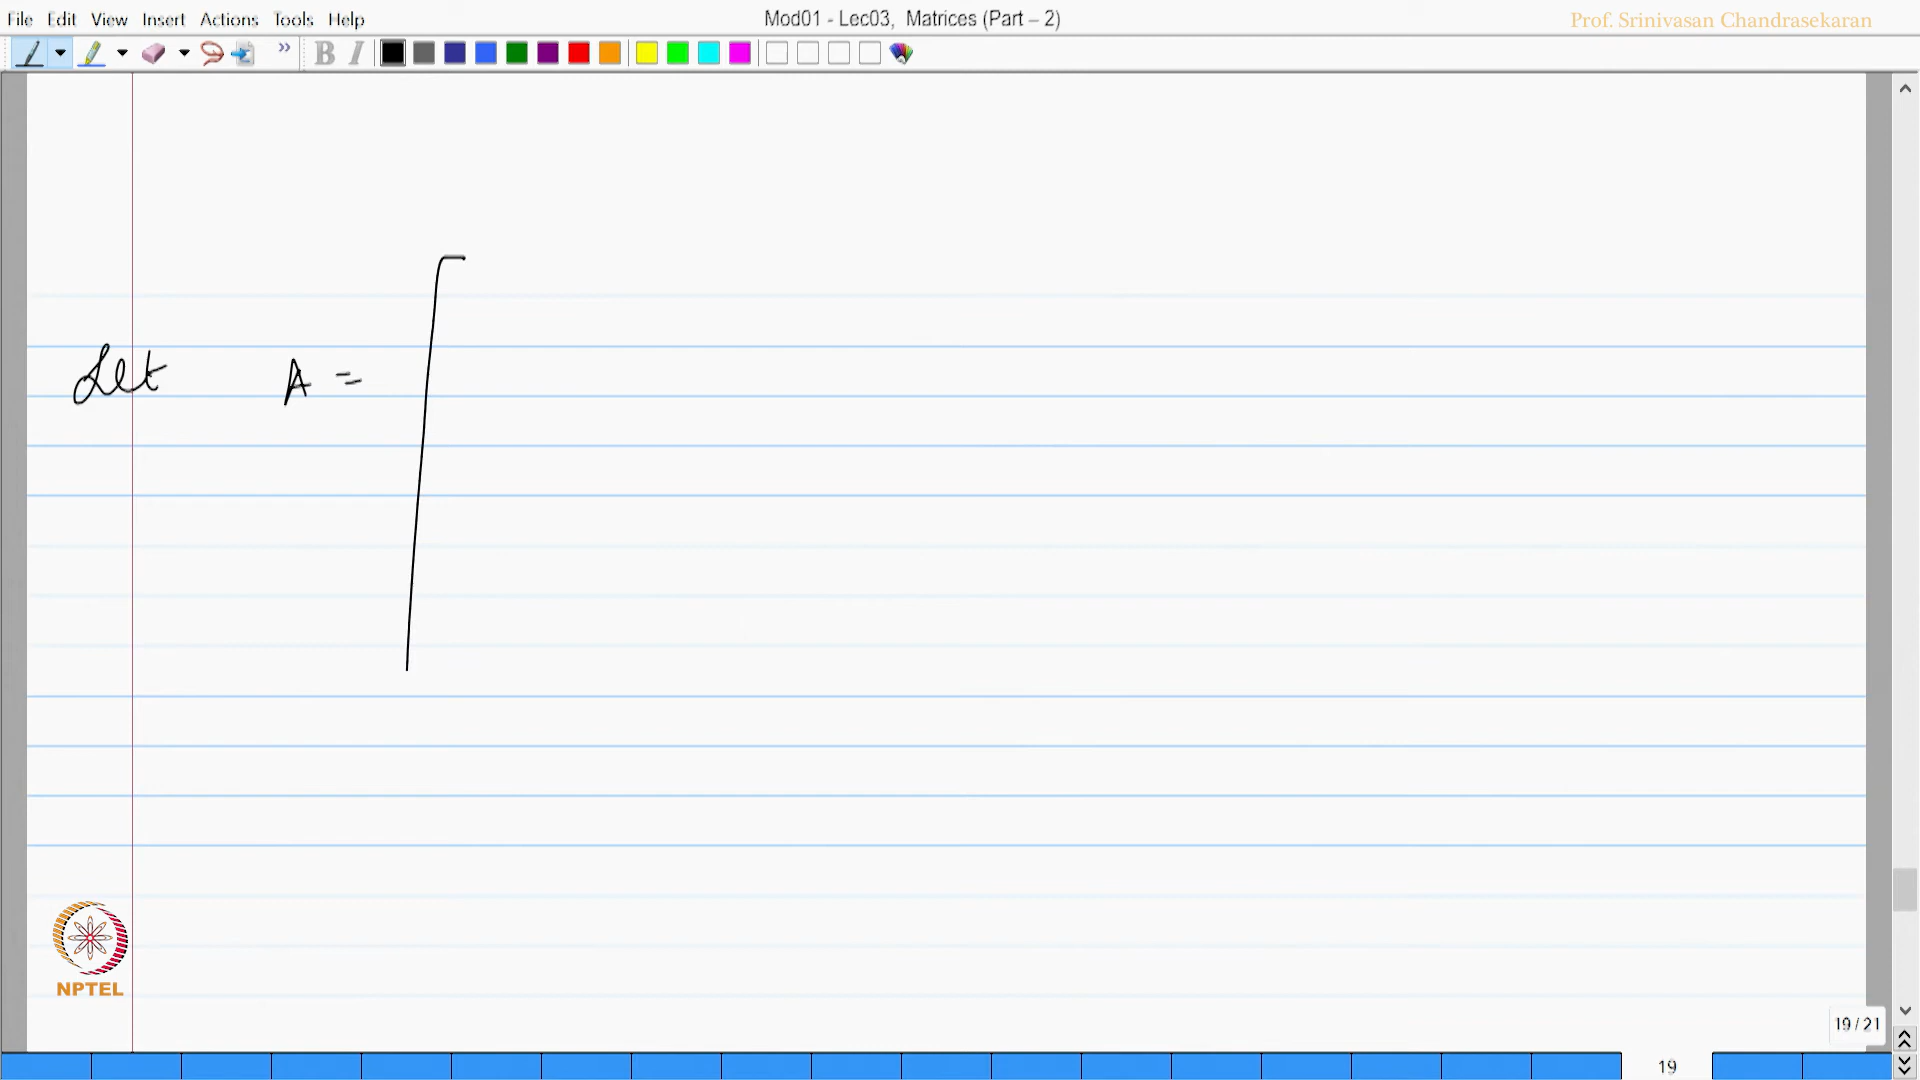 File Edit View Insert Actions Tools Help
Mod01 - Lec03, Matrices (Part – 2)
Prof. Srinivasan Chandrasekaran
B I
Let A = [
NPTEL
19 / 21
19